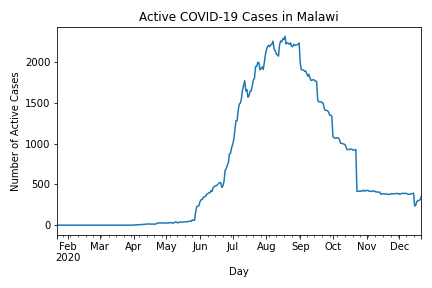 Active COVID-19 Cases in Malawi
Number of Active Cases
2000
1500
1000
500
0
Feb Mar Apr May Jun Jul Aug Sep Oct Nov Dec
2020
Day